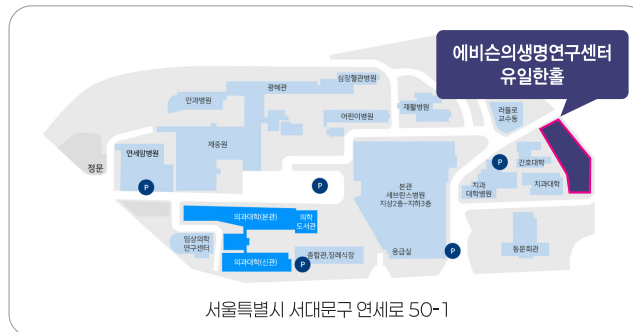 에비슨의생명연구센터
유일한홀
심장혈관병원
광혜관
안과병원
어린이병원
재활병원
러들로
교수동
제중원
연세암병원
정문
P
P
P
간호대학
본관
세브란스병원
지상2층-지하3층
치과
대학병원
치과대학
의과대학(본관)
의학
도서관
임상의학
연구센터
의과대학(신관)
종합관,장례식장
응급실
동문회관
P
P
서울특별시 서대문구 연세로 50-1